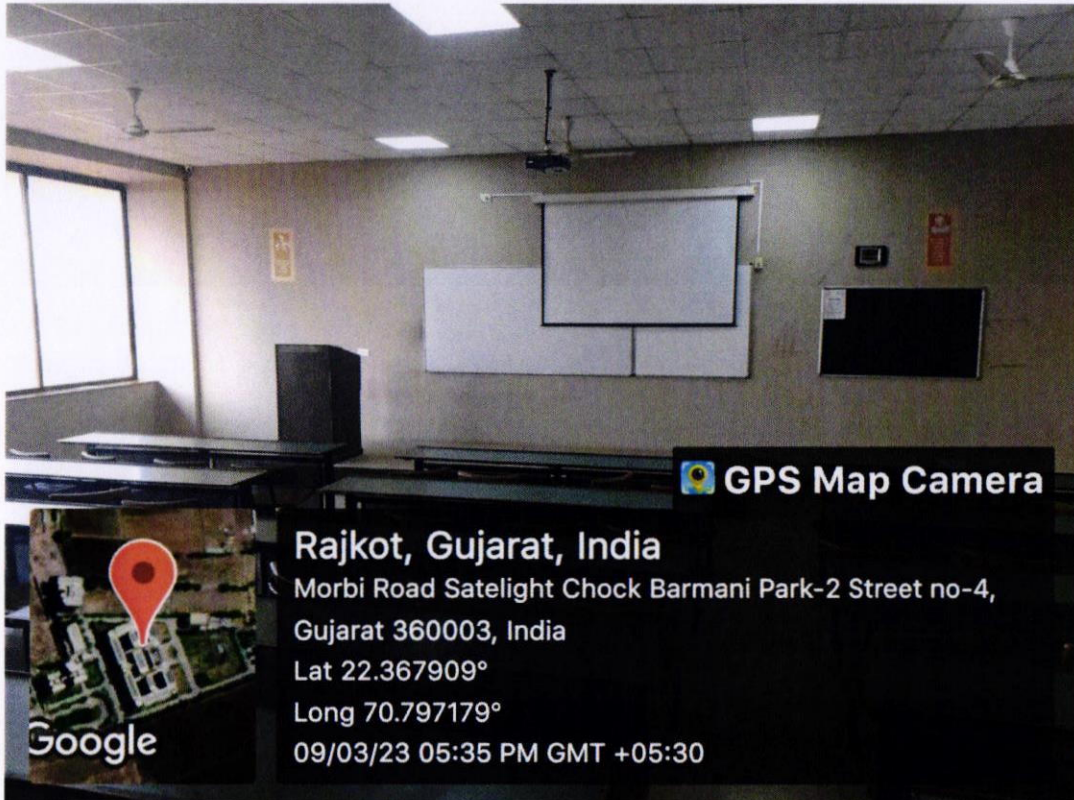 GPS Map Camera
Rajkot, Gujarat, India
Morbi Road Satelight Chock Barmani Park-2 Street no-4,
Gujarat 360003, India
Lat 22.367909°
Long 70.797179°
09/03/23 05:35 PM GMT +05:30
Google